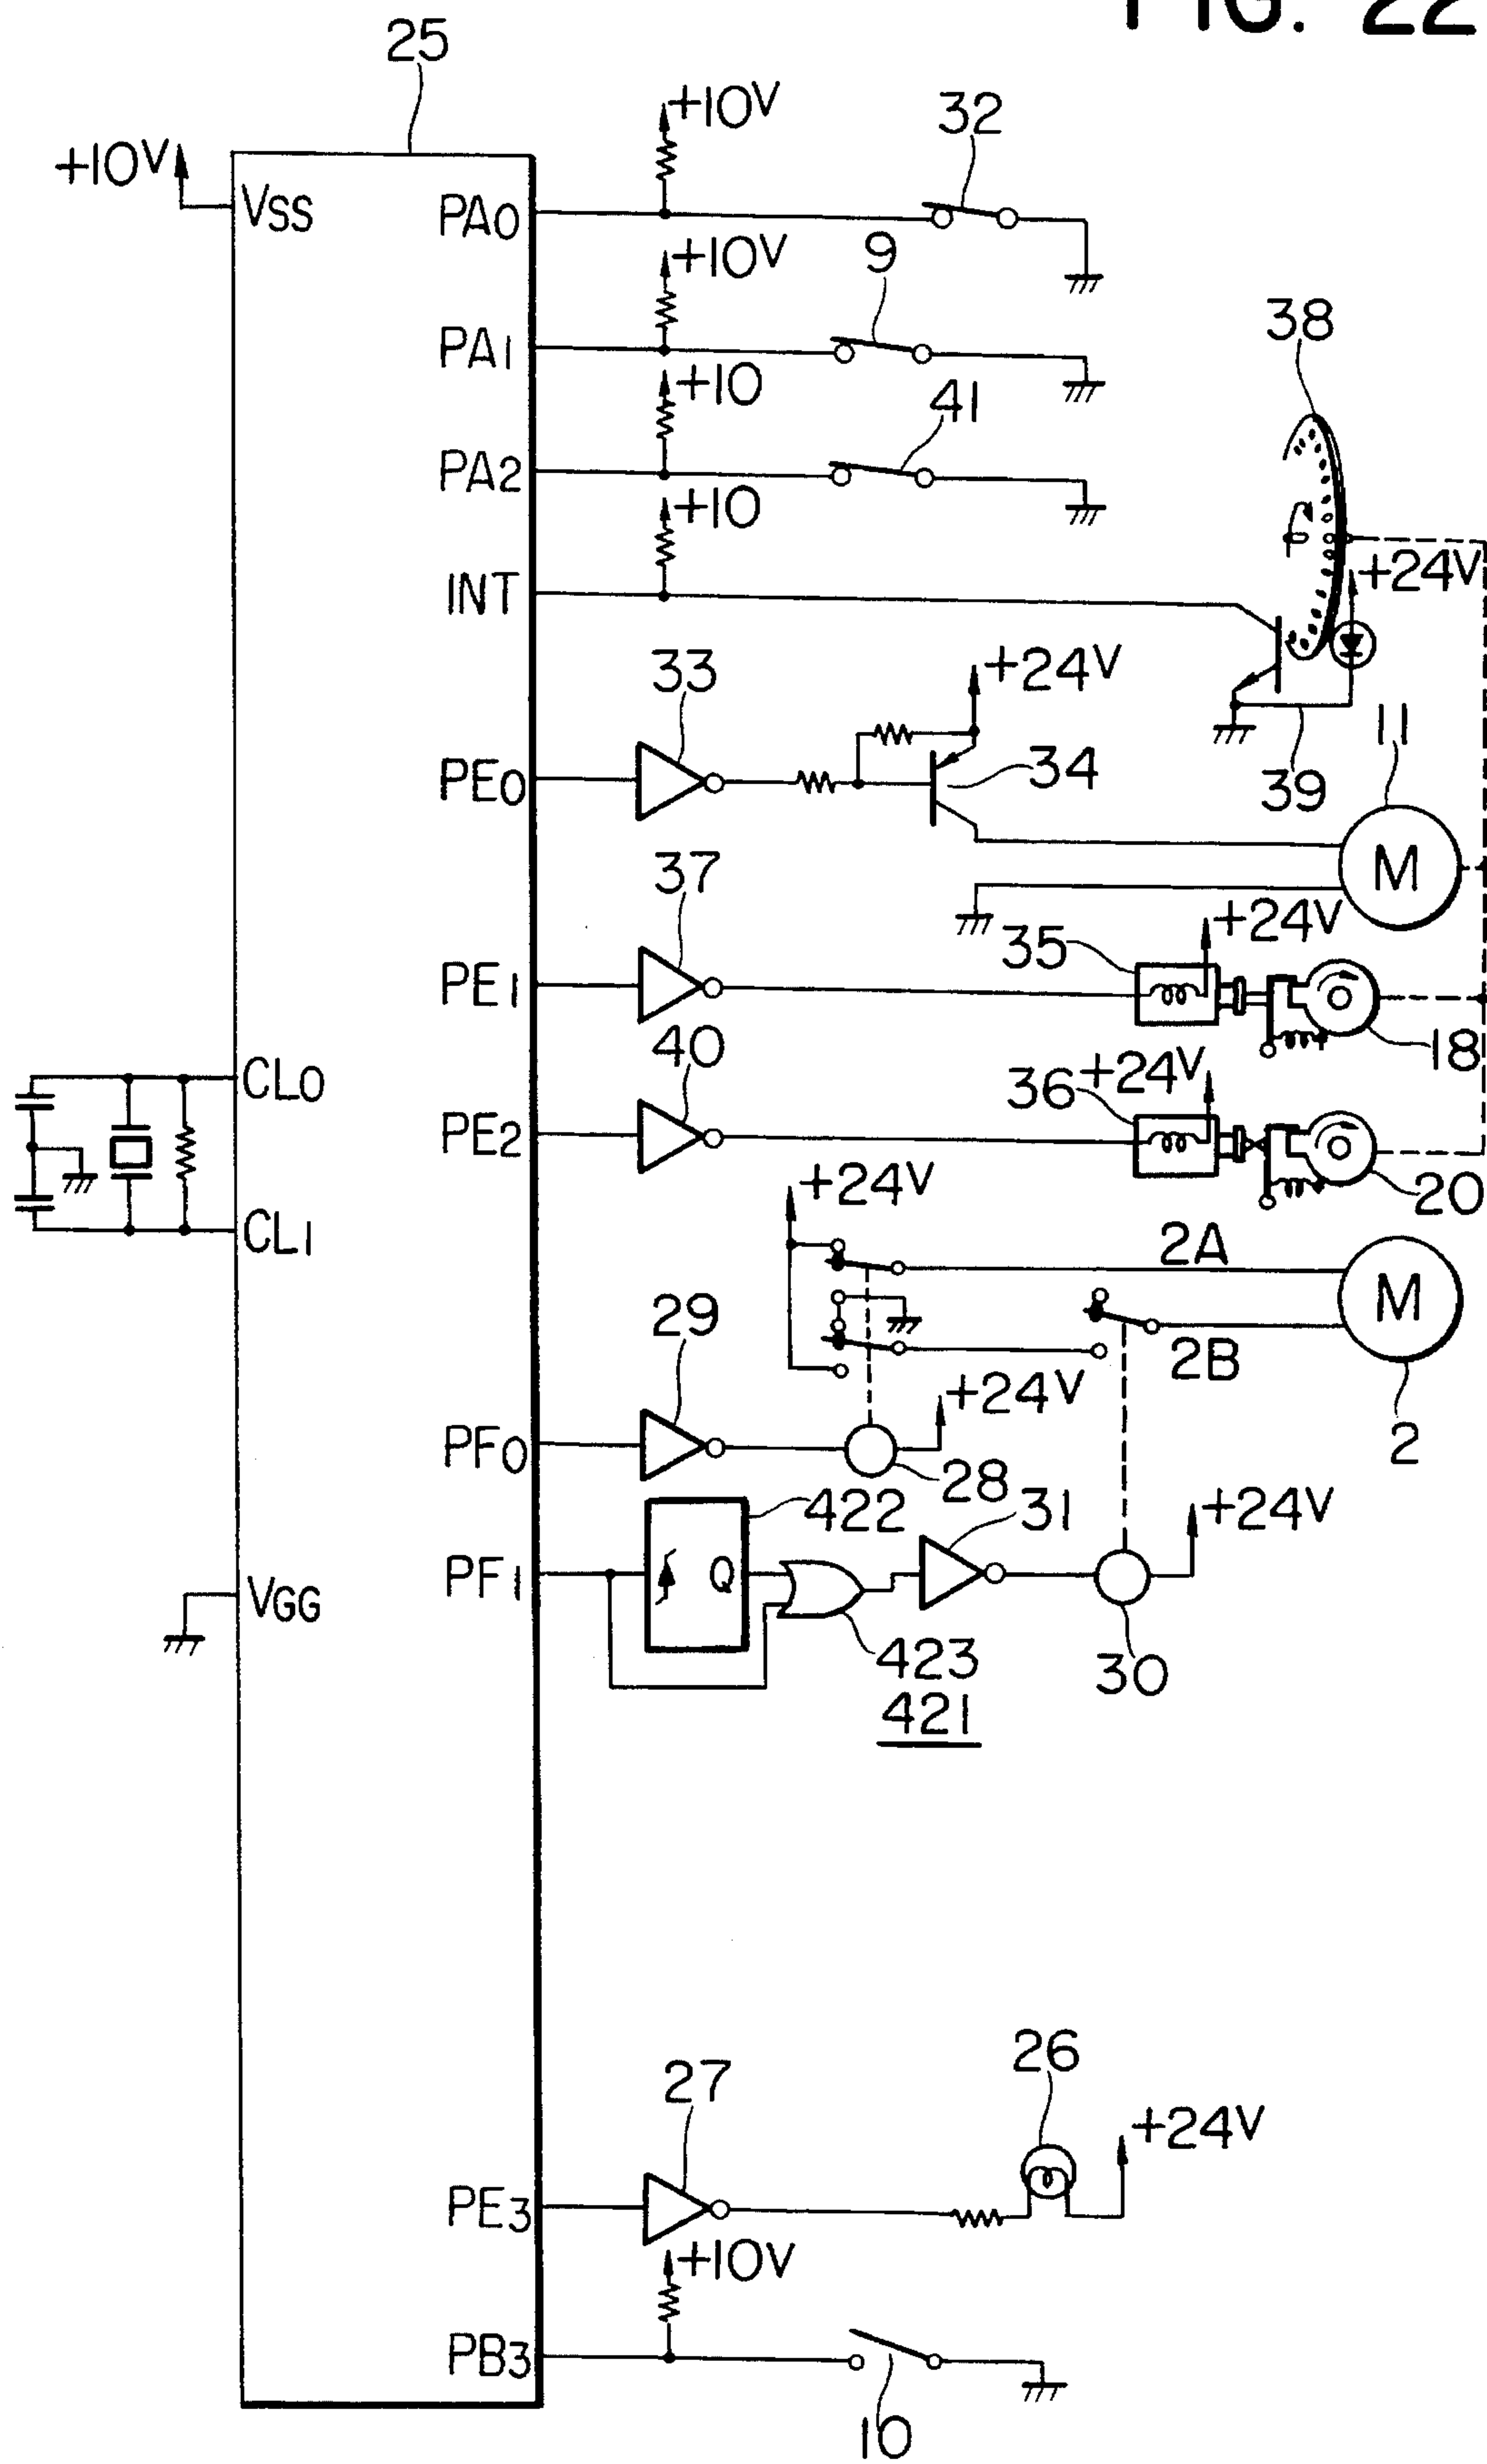 FIG. 22
25
+10V
VSS
+10V
32
PA0
+10V
9
PA1
+10
41
PA2
+10
INT
38
+24V
39
33
+24V
34
PE0
11
M
37
PE1
35
+24V
18
40
PE2
36
+24V
20
CL0
CL1
+24V
2A
M
2B
2
29
PF0
+24V
28
422
31
+24V
PF1
Q
423
421
30
VGG
27
26
+24V
PE3
+10V
PB3
10